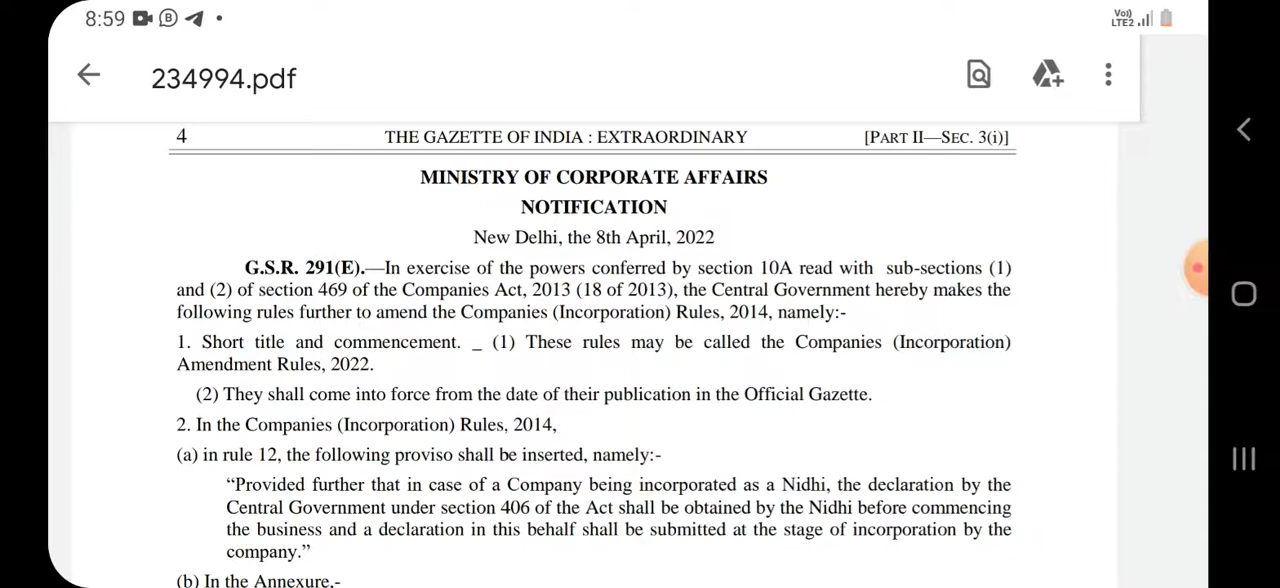 8:59
Vo))
LTE2
234994.pdf
4 THE GAZETTE OF INDIA : EXTRAORDINARY [PART II—SEC. 3(i)]
MINISTRY OF CORPORATE AFFAIRS
NOTIFICATION
New Delhi, the 8th April, 2022
G.S.R. 291(E).—In exercise of the powers conferred by section 10A read with sub-sections (1)
and (2) of section 469 of the Companies Act, 2013 (18 of 2013), the Central Government hereby makes the
following rules further to amend the Companies (Incorporation) Rules, 2014, namely:-
1. Short title and commencement. _ (1) These rules may be called the Companies (Incorporation)
Amendment Rules, 2022.
(2) They shall come into force from the date of their publication in the Official Gazette.
2. In the Companies (Incorporation) Rules, 2014,
(a) in rule 12, the following proviso shall be inserted, namely:-
“Provided further that in case of a Company being incorporated as a Nidhi, the declaration by the
Central Government under section 406 of the Act shall be obtained by the Nidhi before commencing
the business and a declaration in this behalf shall be submitted at the stage of incorporation by the
company.”
(b) In the Annexure,-